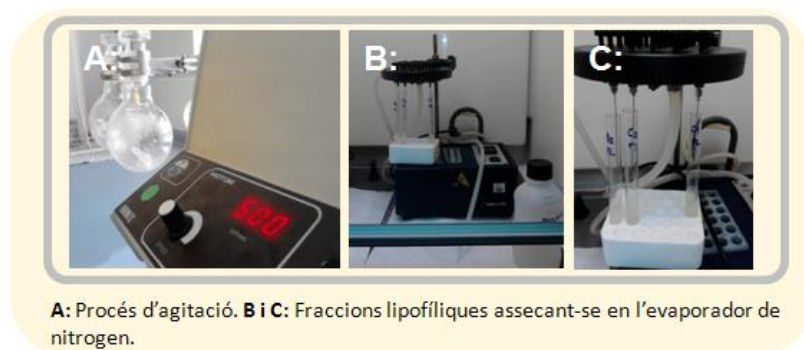 A:
B:
C:
500
A: Procés d’agitació. B i C: Fraccions lipofíliques assecant-se en l’evaporador de
nitrogen.